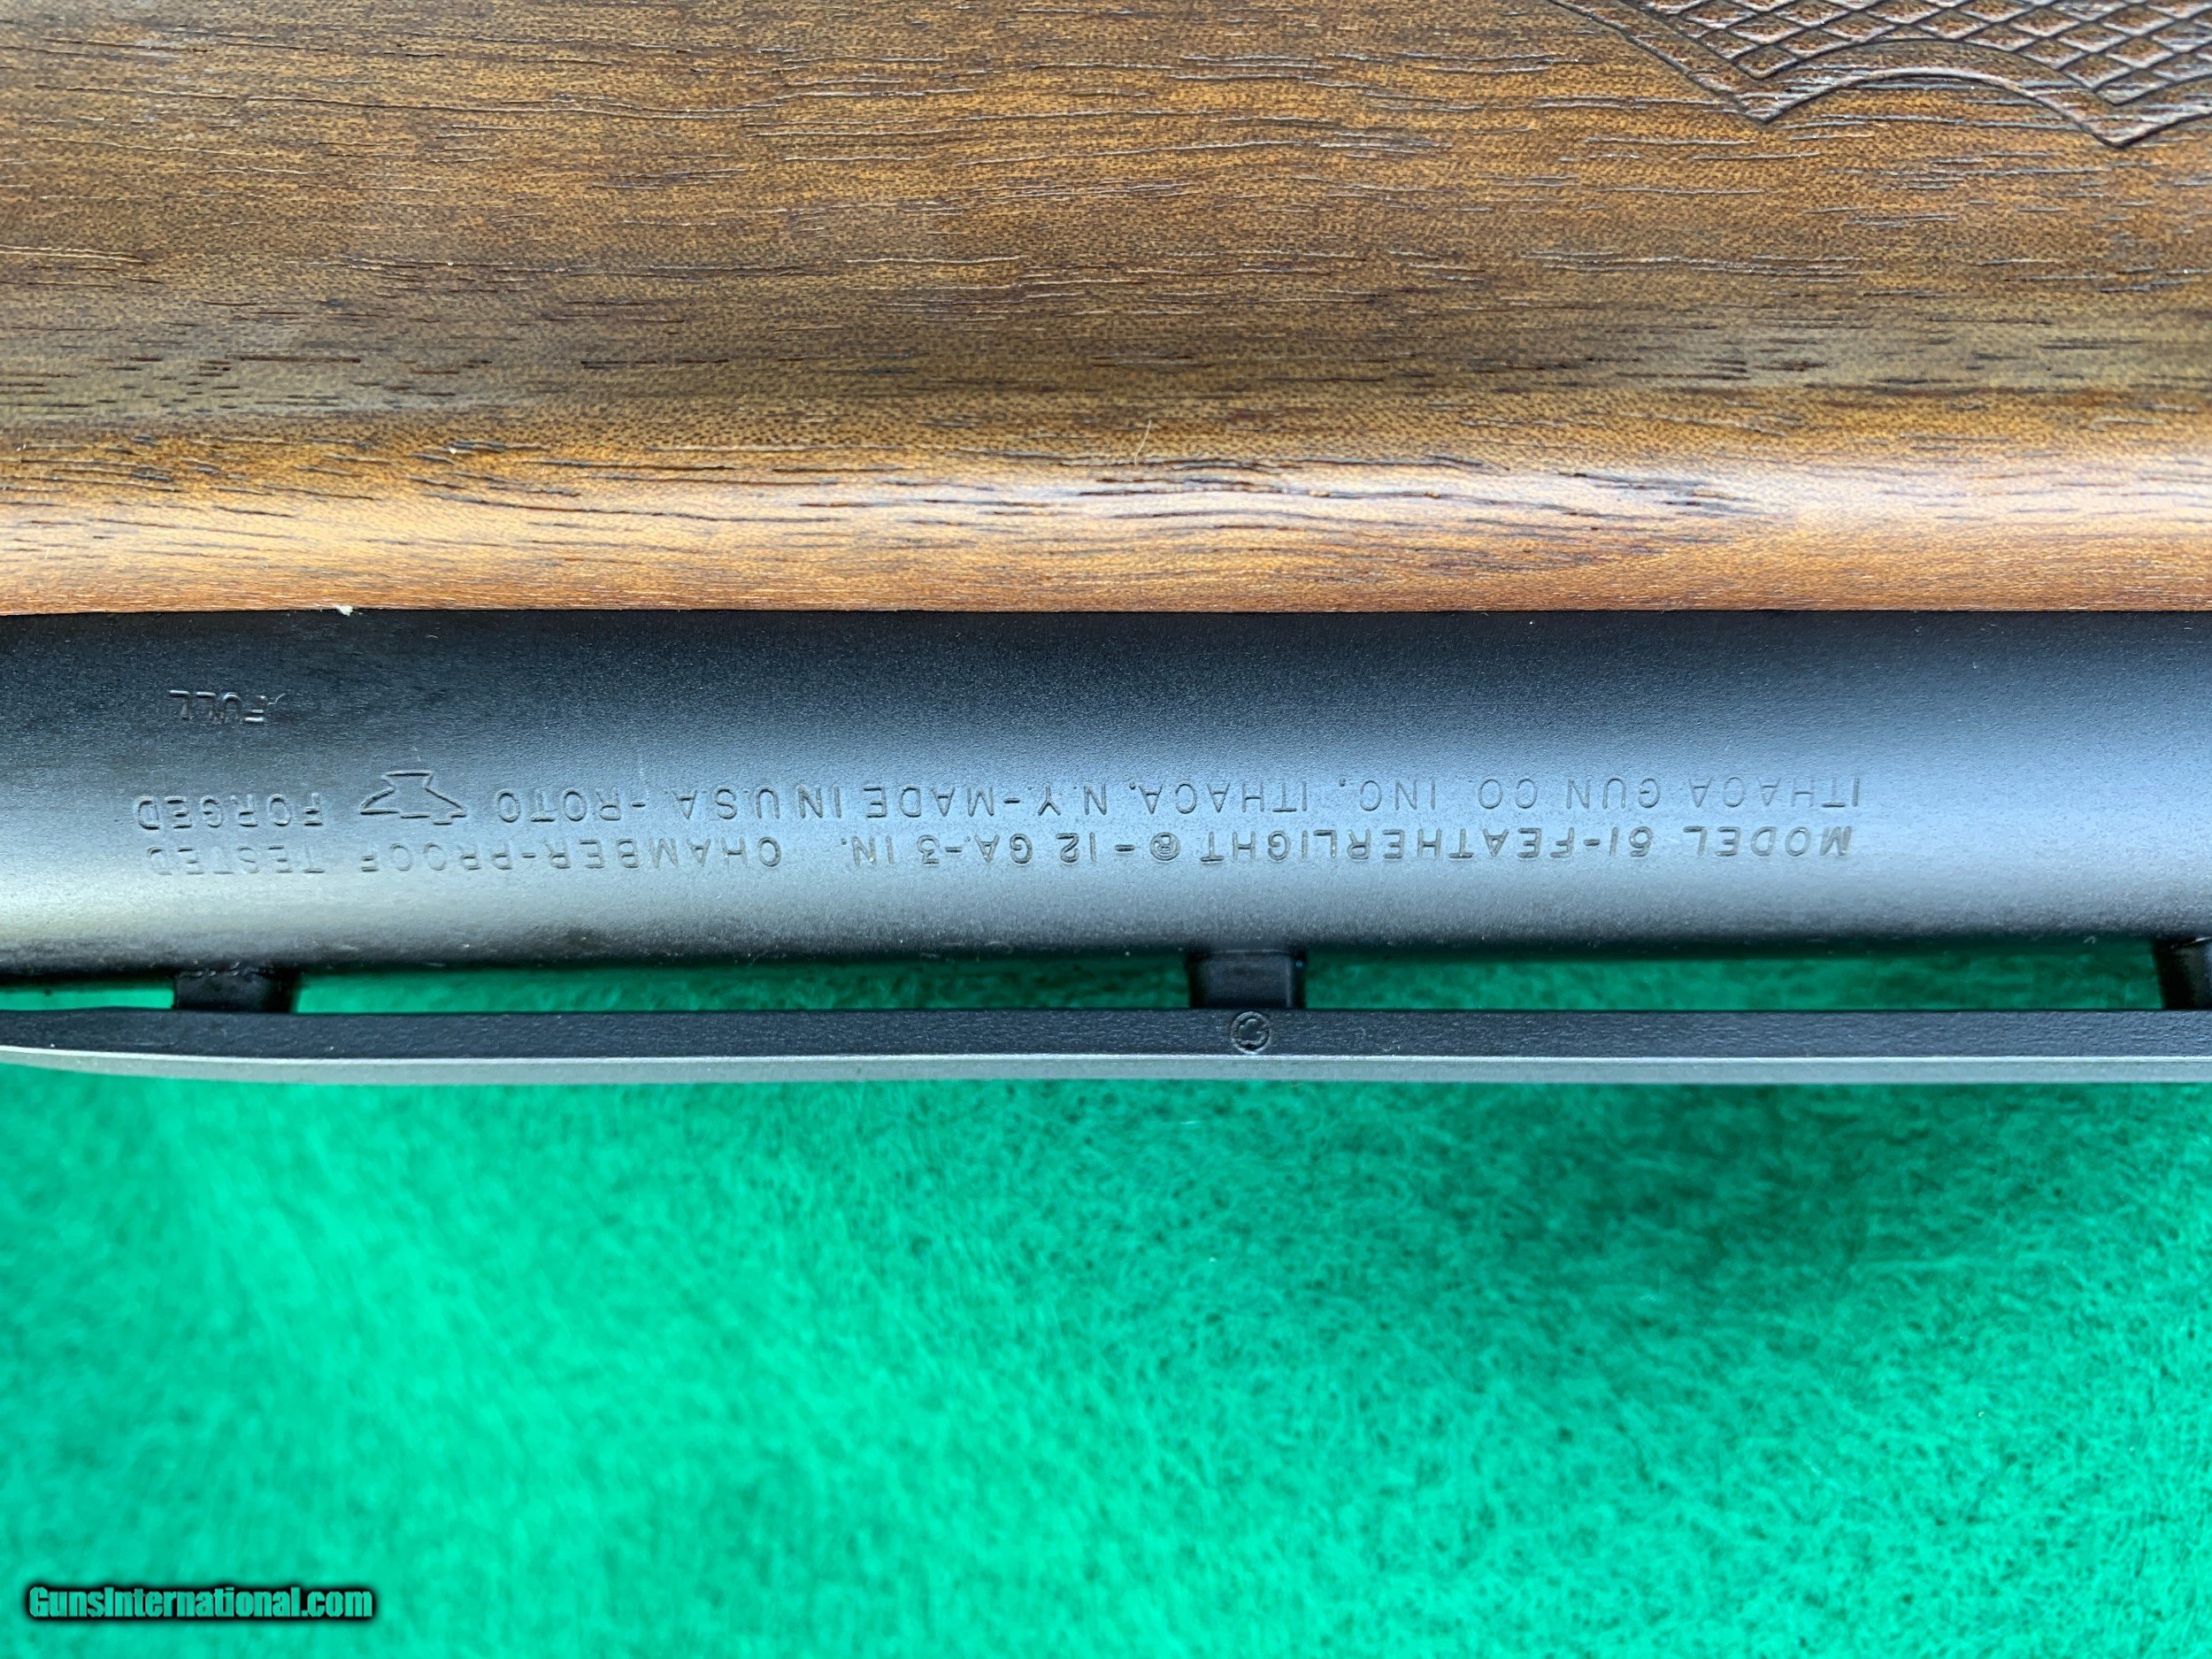 MODEL 51-FEATHERLIGHT ®-12 GA.-3 IN. CHAMBER-PROOF TESTED
ITHACA GUN CO. INC. ITHACA, N.Y.-MADE IN U.S.A. -ROTO FORGED
FULL
GunsInternational.com